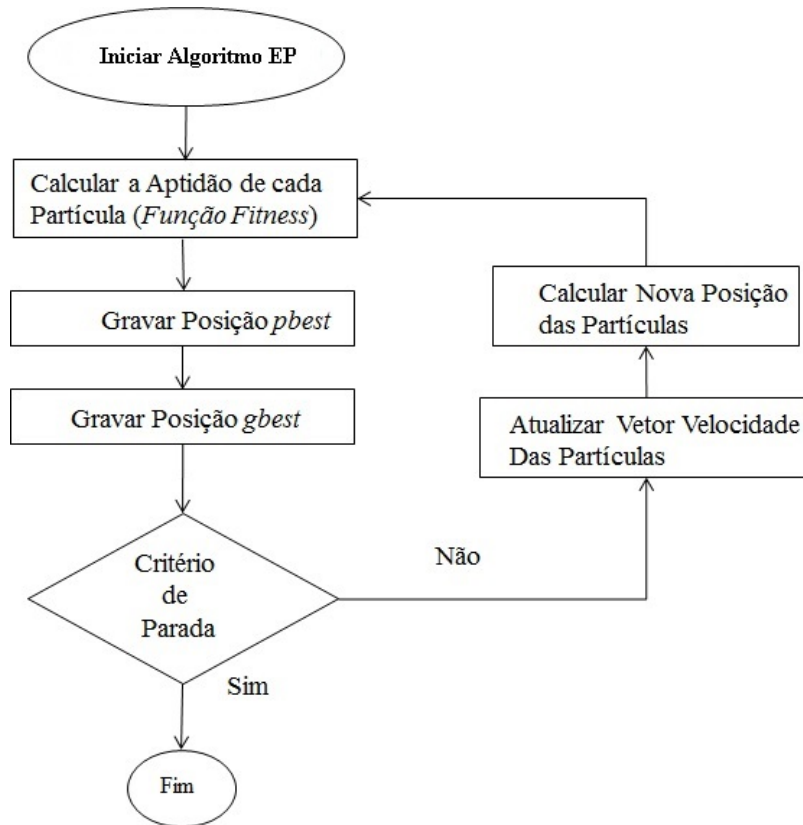 Iniciar Algoritmo EP
Calcular a Aptidão de cada
Partícula (Função Fitness)
Gravar Posição pbest
Gravar Posição gbest
Critério
de
Parada
Não
Sim
Fim
Atualizar Vetor Velocidade
Das Partículas
Calcular Nova Posição
das Partículas